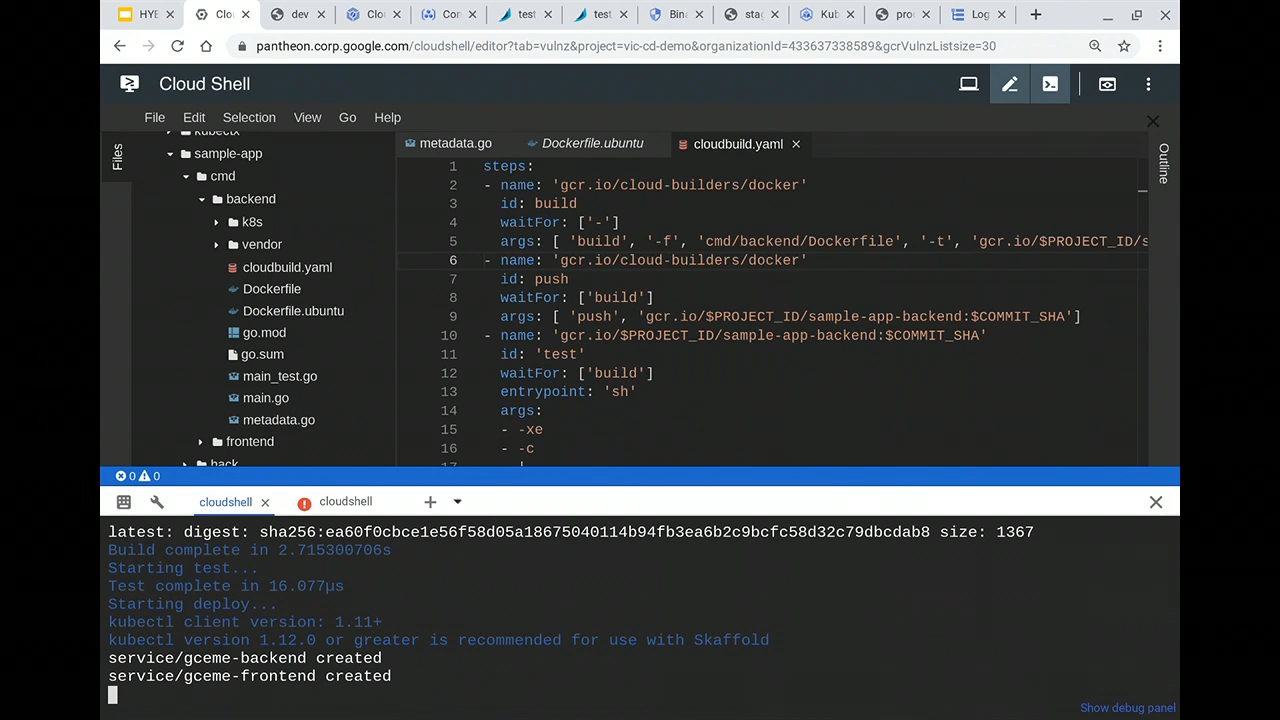 HYE
Clou
dev
Clou
Con
test
test
Bina
stag
Kub
prod
Log
pantheon.corp.google.com/cloudshell/editor?tab=vulnz&project=vic-cd-demo&organizationId=433637338589&gcrVulnzListsize=30
Cloud Shell
File Edit Selection View Go Help
Files
kubectx
sample-app
cmd
backend
k8s
vendor
cloudbuild.yaml
Dockerfile
Dockerfile.ubuntu
go.mod
go.sum
main_test.go
main.go
metadata.go
frontend
hack
metadata.go Dockerfile.ubuntu cloudbuild.yaml
1 steps:
2 - name: 'gcr.io/cloud-builders/docker'
3 id: build
4 waitFor: ['-']
5 args: [ 'build', '-f', 'cmd/backend/Dockerfile', '-t', 'gcr.io/$PROJECT_ID/s
6 - name: 'gcr.io/cloud-builders/docker'
7 id: push
8 waitFor: ['build']
9 args: [ 'push', 'gcr.io/$PROJECT_ID/sample-app-backend:$COMMIT_SHA']
10 - name: 'gcr.io/$PROJECT_ID/sample-app-backend:$COMMIT_SHA'
11 id: 'test'
12 waitFor: ['build']
13 entrypoint: 'sh'
14 args:
15 - -xe
16 - -c
Outline
0 0
cloudshell cloudshell
latest: digest: sha256:ea60f0cbce1e56f58d05a18675040114b94fb3ea6b2c9bcfc58d32c79dbcdab8 size: 1367
Build complete in 2.715300706s
Starting test...
Test complete in 16.077µs
Starting deploy...
kubectl client version: 1.11+
kubectl version 1.12.0 or greater is recommended for use with Skaffold
service/gceme-backend created
service/gceme-frontend created
Show debug panel